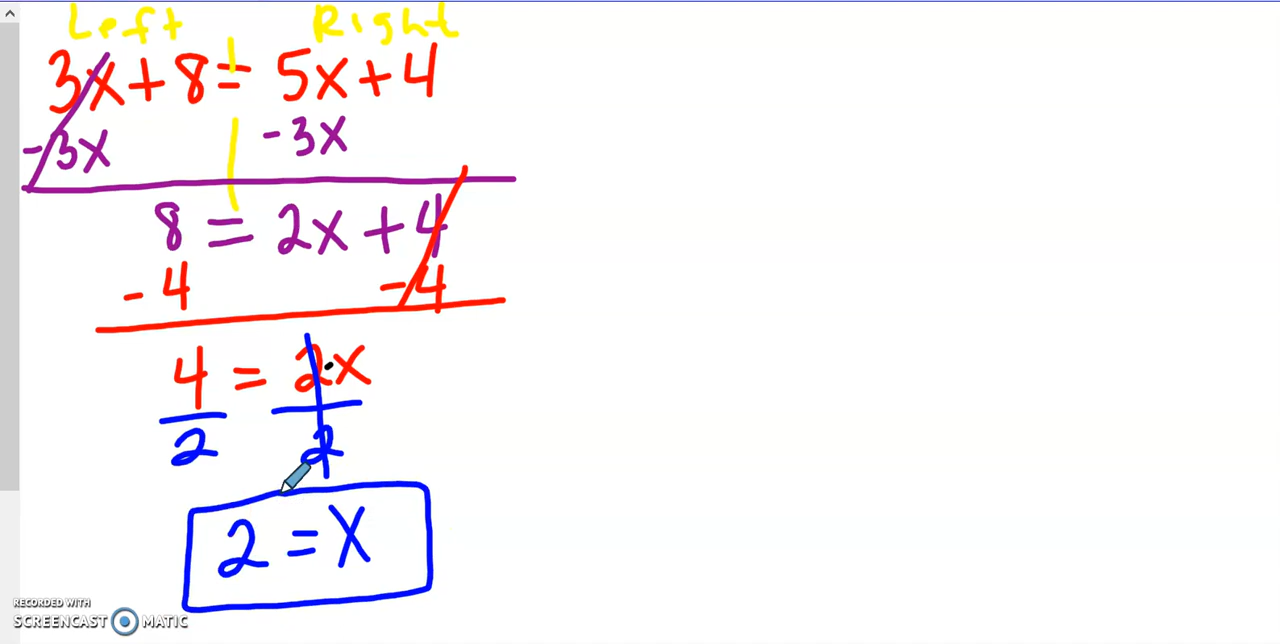 Left Right
3x+8= 5x+4
-3x -3x
8 = 2x +4
-4 -4
4 = 2·x
2 2
2 = x
RECORDED WITH
SCREENCAST MATIC